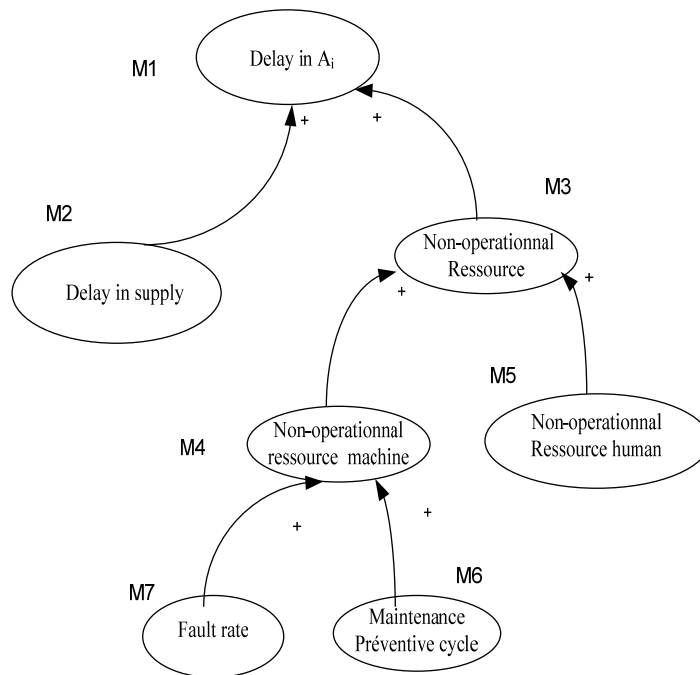 Delay in Ai
M1
+
+
M3
M2
Non-operationnal
Ressource
Delay in supply
+
+
M5
Non-operationnal
Ressource human
M4
Non-operationnal
ressource machine
+
+
M6
M7
Maintenance
Préventive cycle
Fault rate